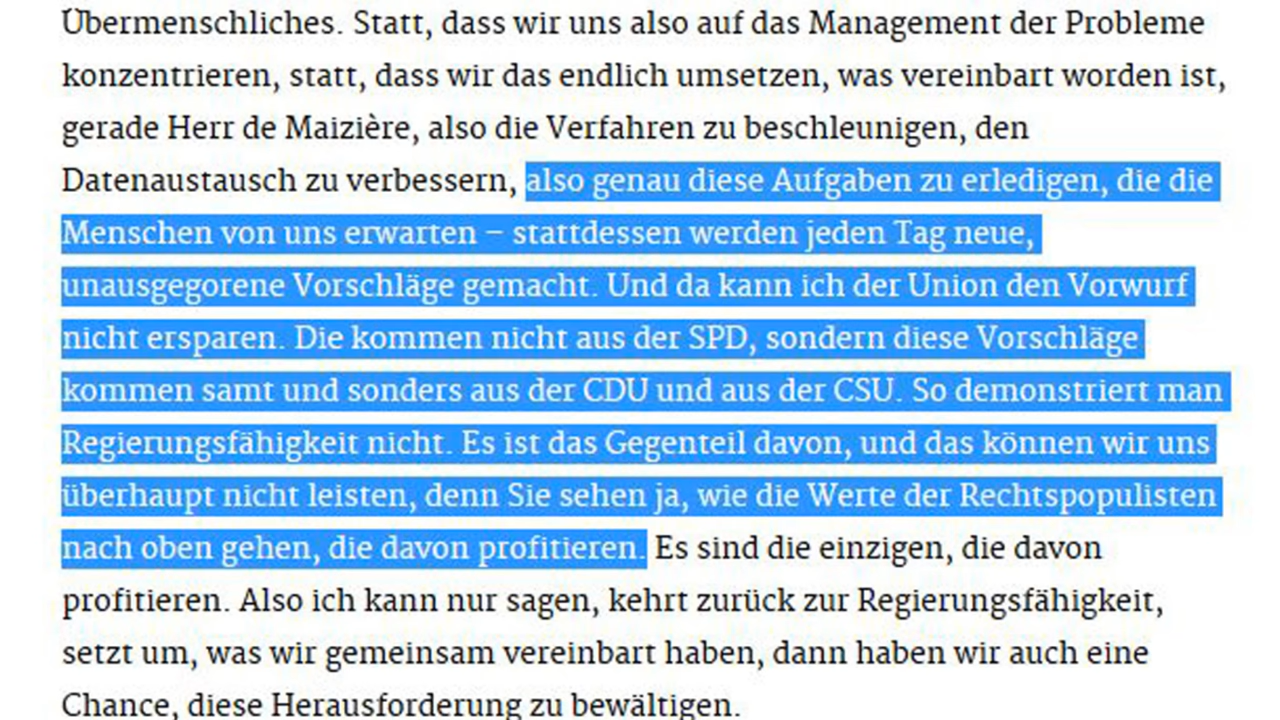 Übermenschliches. Statt, dass wir uns also auf das Management der Probleme
konzentrieren, statt, dass wir das endlich umsetzen, was vereinbart worden ist,
gerade Herr de Maizière, also die Verfahren zu beschleunigen, den
Datenaustausch zu verbessern, also genau diese Aufgaben zu erledigen, die die
Menschen von uns erwarten – stattdessen werden jeden Tag neue,
unausgegorene Vorschläge gemacht. Und da kann ich der Union den Vorwurf
nicht ersparen. Die kommen nicht aus der SPD, sondern diese Vorschläge
kommen samt und sonders aus der CDU und aus der CSU. So demonstriert man
Regierungsfähigkeit nicht. Es ist das Gegenteil davon, und das können wir uns
überhaupt nicht leisten, denn Sie sehen ja, wie die Werte der Rechtspopulisten
nach oben gehen, die davon profitieren. Es sind die einzigen, die davon
profitieren. Also ich kann nur sagen, kehrt zurück zur Regierungsfähigkeit,
setzt um, was wir gemeinsam vereinbart haben, dann haben wir auch eine
Chance, diese Herausforderung zu bewältigen.